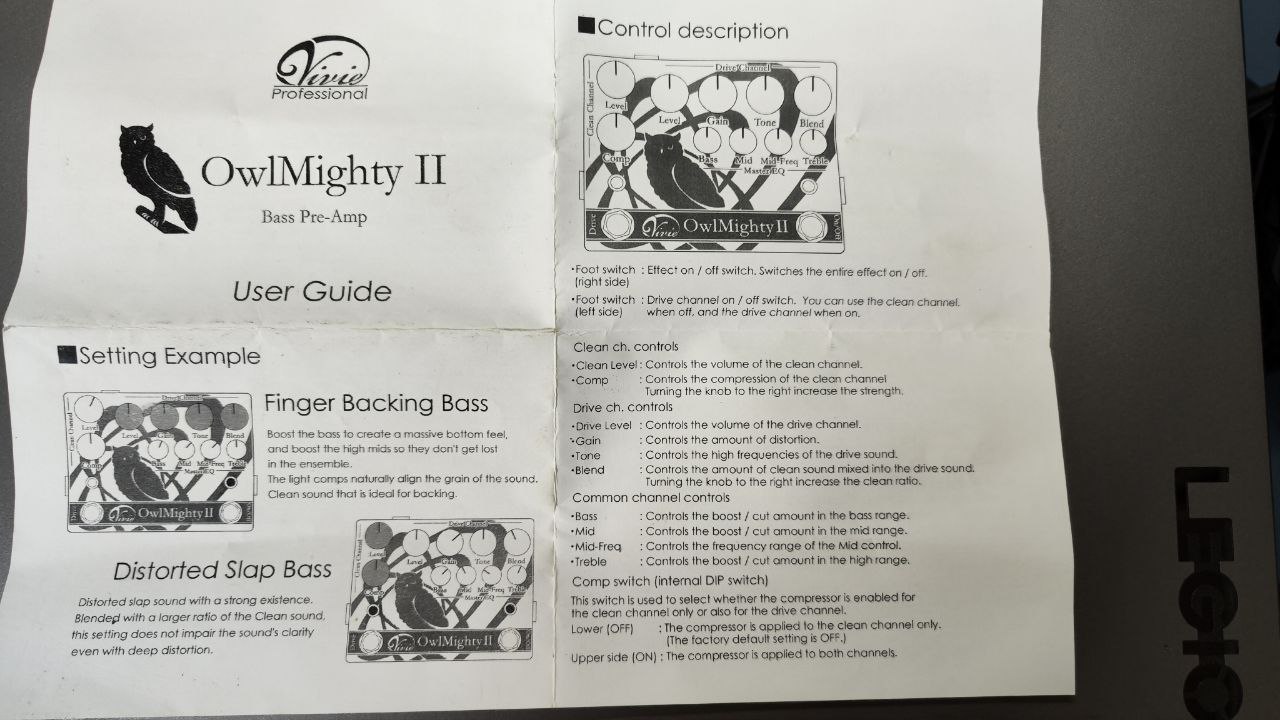 Vivie
Professional
OwlMighty II
Bass Pre-Amp
User Guide
■Setting Example
Drive Channel
Clean Channel
Level
Level
Gain
Tone
Blend
Comp
Bass
Mid
Mid-Freq
Treble
Master EQ
Drive
Vivie
OwlMighty II
On/Off
Finger Backing Bass
Boost the bass to create a massive bottom feel,
and boost the high mids so they don't get lost
in the ensemble.
The light comps naturally align the grain of the sound.
Clean sound that is ideal for backing.
Distorted Slap Bass
Distorted slap sound with a strong existence.
Blended with a larger ratio of the Clean sound,
this setting does not impair the sound's clarity
even with deep distortion.
Drive Channel
Clean Channel
Level
Level
Gain
Tone
Blend
Comp
Bass
Mid
Mid-Freq
Treble
Master EQ
Drive
Vivie
OwlMighty II
On/Off
■Control description
Drive Channel
Clean Channel
Level
Level
Gain
Tone
Blend
Comp
Bass
Mid
Mid-Freq
Treble
Master EQ
Drive
Vivie
OwlMighty II
On/Off
•Foot switch : Effect on / off switch. Switches the entire effect on / off.
(right side)
•Foot switch : Drive channel on / off switch. You can use the clean channel.
(left side) when off, and the drive channel when on.
Clean ch. controls
•Clean Level : Controls the volume of the clean channel.
•Comp : Controls the compression of the clean channel
Turning the knob to the right increase the strength.
Drive ch. controls
•Drive Level : Controls the volume of the drive channel.
•Gain : Controls the amount of distortion.
•Tone : Controls the high frequencies of the drive sound.
•Blend : Controls the amount of clean sound mixed into the drive sound.
Turning the knob to the right increase the clean ratio.
Common channel controls
•Bass : Controls the boost / cut amount in the bass range.
•Mid : Controls the boost / cut amount in the mid range.
•Mid-Freq : Controls the frequency range of the Mid control.
•Treble : Controls the boost / cut amount in the high range.
Comp switch (internal DIP switch)
This switch is used to select whether the compressor is enabled for
the clean channel only or also for the drive channel.
Lower (OFF) : The compressor is applied to the clean channel only.
(The factory default setting is OFF.)
Upper side (ON) : The compressor is applied to both channels.
LEGIO